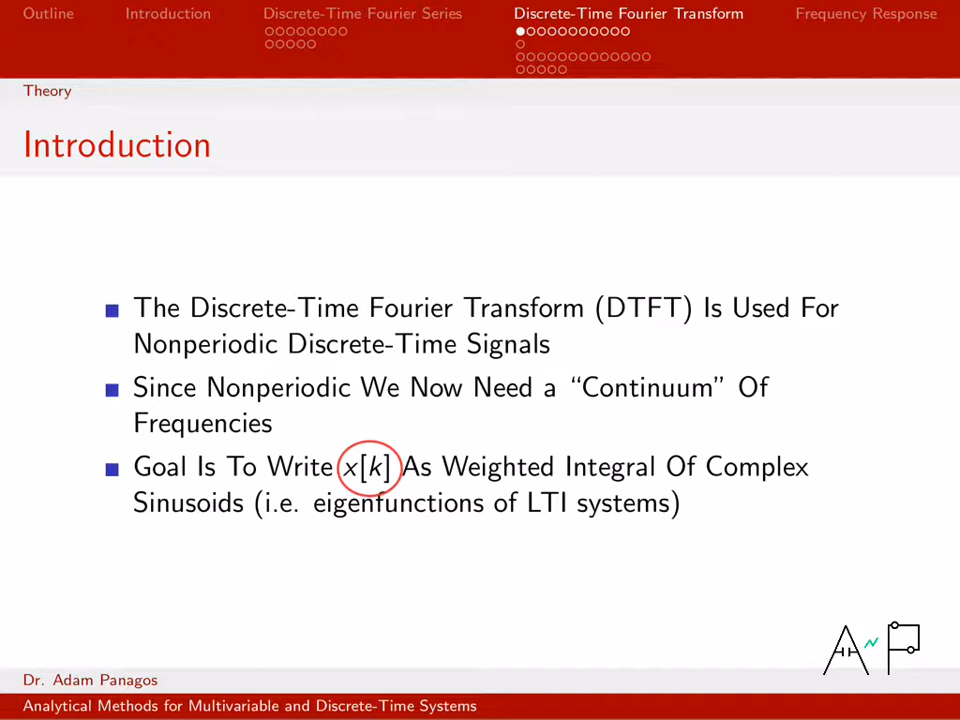 Outline Introduction Discrete-Time Fourier Series Discrete-Time Fourier Transform Frequency Response
Theory
Introduction
The Discrete-Time Fourier Transform (DTFT) Is Used For
Nonperiodic Discrete-Time Signals
Since Nonperiodic We Now Need a “Continuum” Of
Frequencies
Goal Is To Write x[k] As Weighted Integral Of Complex
Sinusoids (i.e. eigenfunctions of LTI systems)
AP
Dr. Adam Panagos
Analytical Methods for Multivariable and Discrete-Time Systems